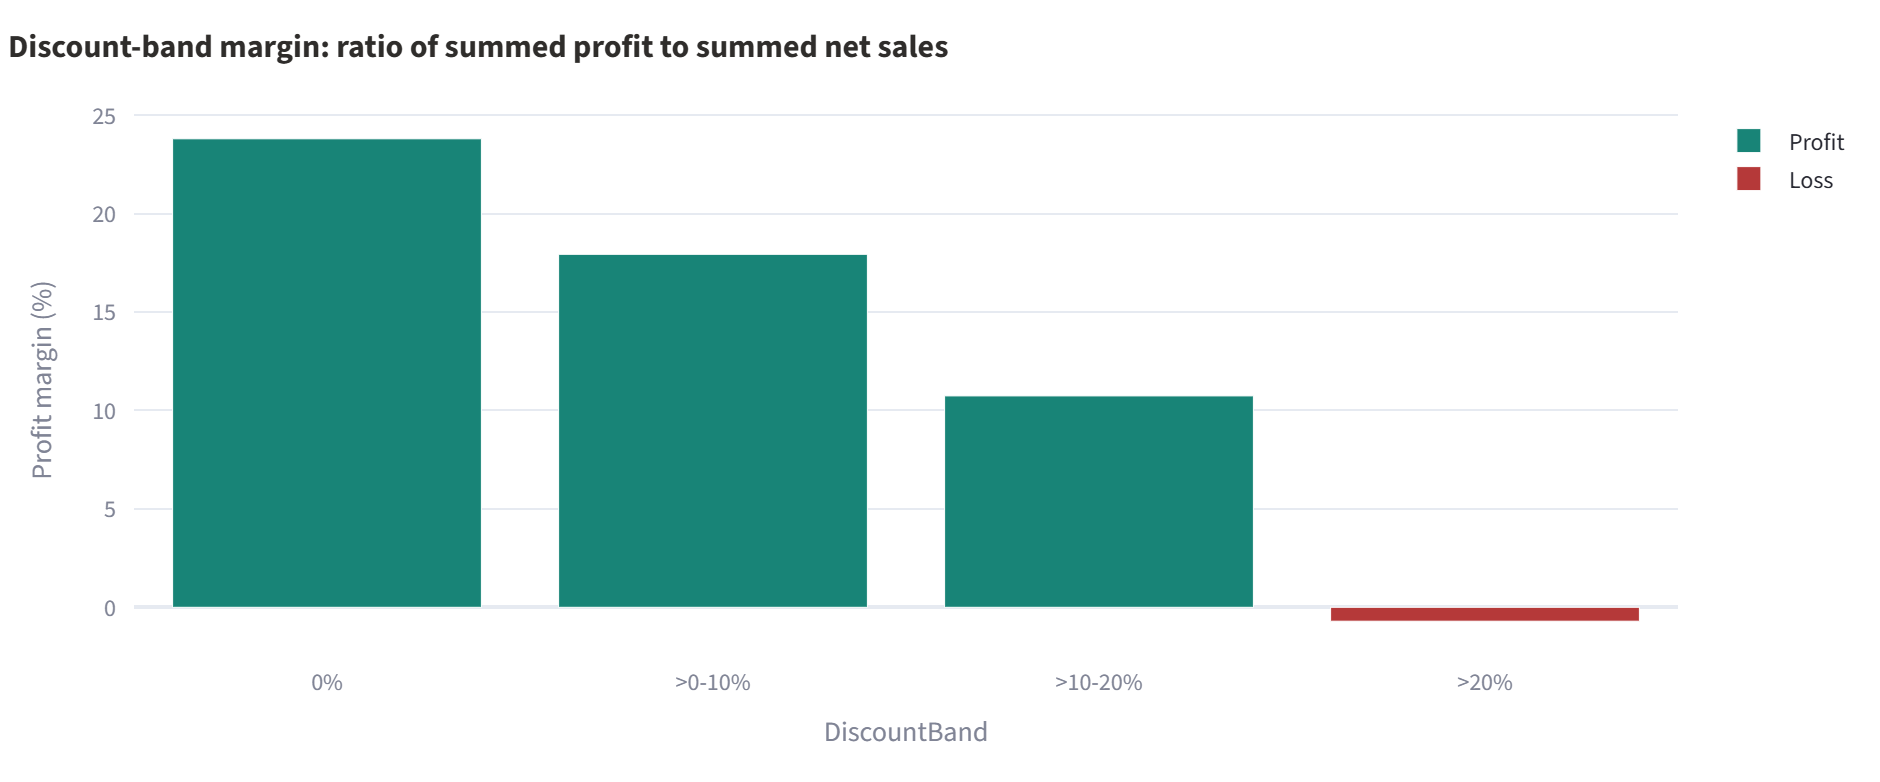 Discount-band margin: ratio of summed profit to summed net sales
Profit
Loss
Profit margin (%)
25
20
15
10
5
0
0%
>0-10%
>10-20%
>20%
DiscountBand